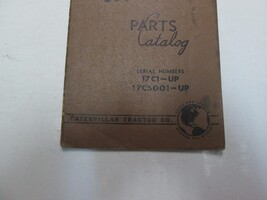 PARTS
Catalog
SERIAL NUMBERS
17C1-UP
17C5001-UP
CATERPILLAR TRACTOR CO.